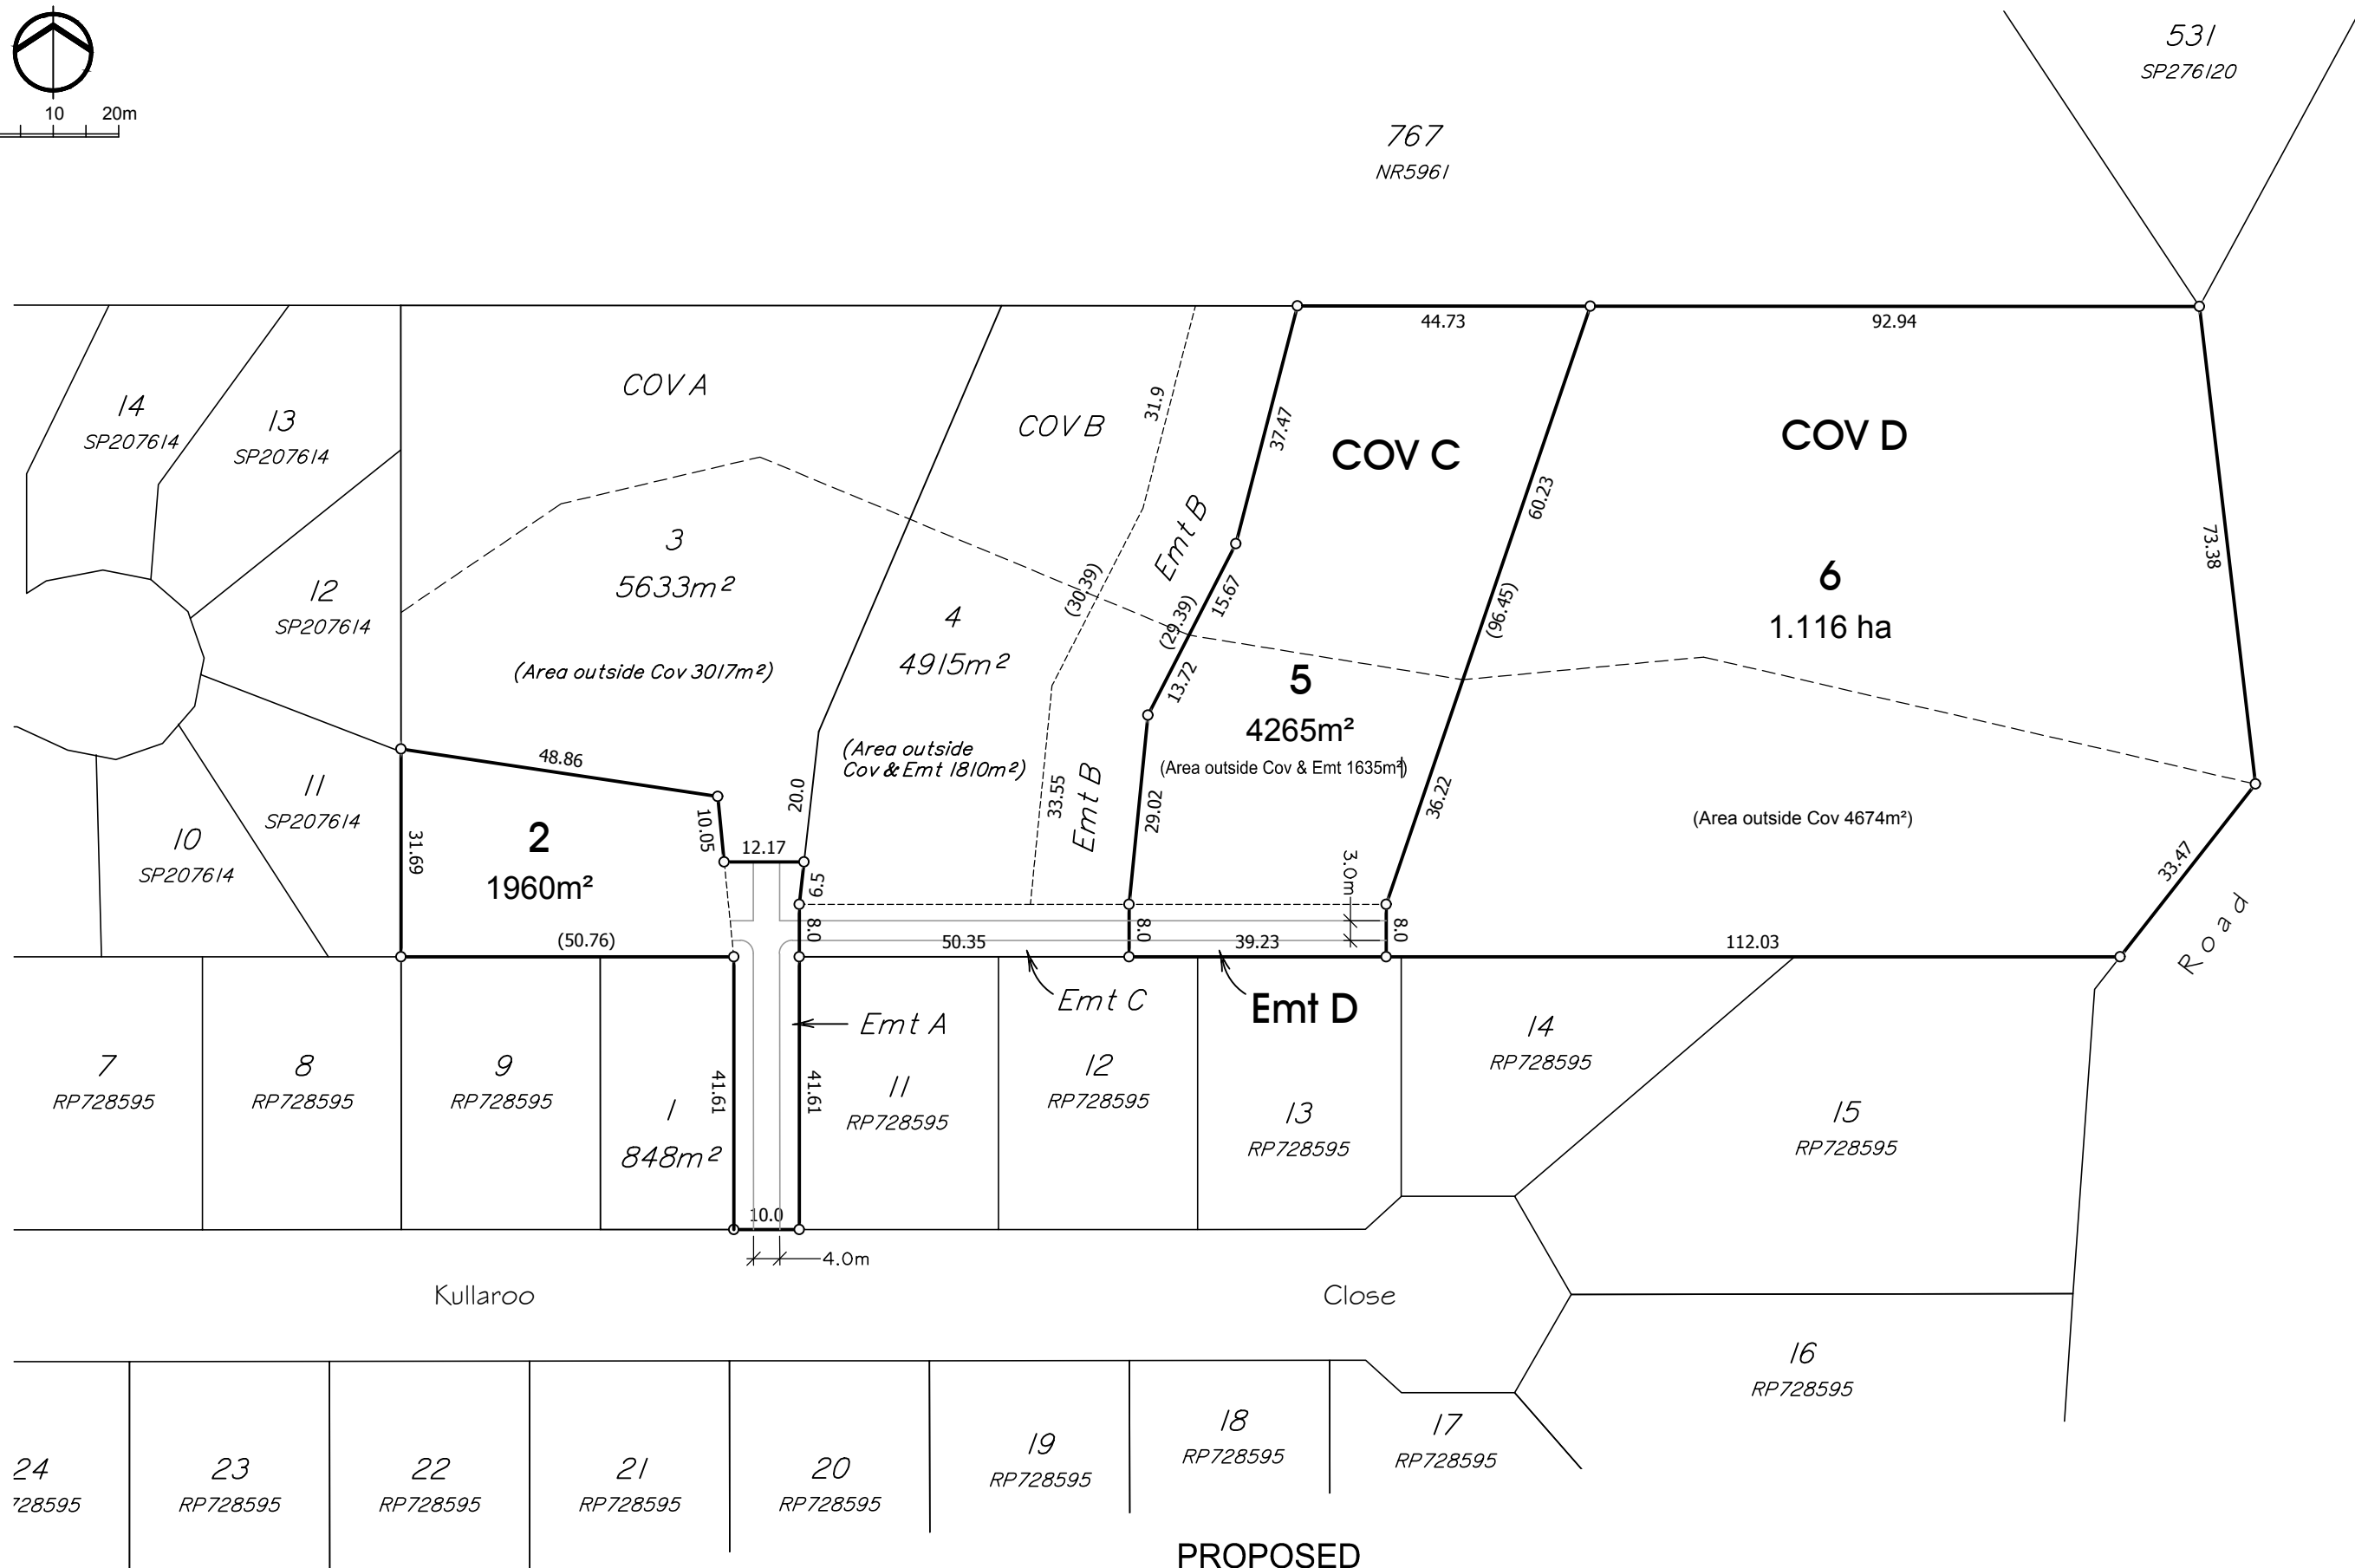 10 20m
531
SP276120
767
NR5961
44.73
92.94
14
SP207614
13
SP207614
COV A
COV B
31.9
37.47
COV C
COV D
60.23
73.38
Emt B
3
5633m²
(30.39)
(29.39)
15.67
(96.45)
6
1.116 ha
12
SP207614
4
4915m²
(Area outside Cov 3017m²)
13.72
5
4265m²
(Area outside
Cov & Emt 1810m²)
(Area outside Cov & Emt 1635m²)
48.86
20.0
33.55
Emt B
29.02
36.22
(Area outside Cov 4674m²)
11
SP207614
10
SP207614
31.69
2
1960m²
10.05
12.17
6.5
3.0m
33.47
Road
(50.76)
8.0
50.35
8.0
39.23
8.0
112.03
Emt C
Emt D
Emt A
7
RP728595
8
RP728595
9
RP728595
1
848m²
41.61
41.61
11
RP728595
12
RP728595
13
RP728595
14
RP728595
15
RP728595
10.0
4.0m
Kullaroo Close
16
RP728595
24
728595
23
RP728595
22
RP728595
21
RP728595
20
RP728595
19
RP728595
18
RP728595
17
RP728595
PROPOSED